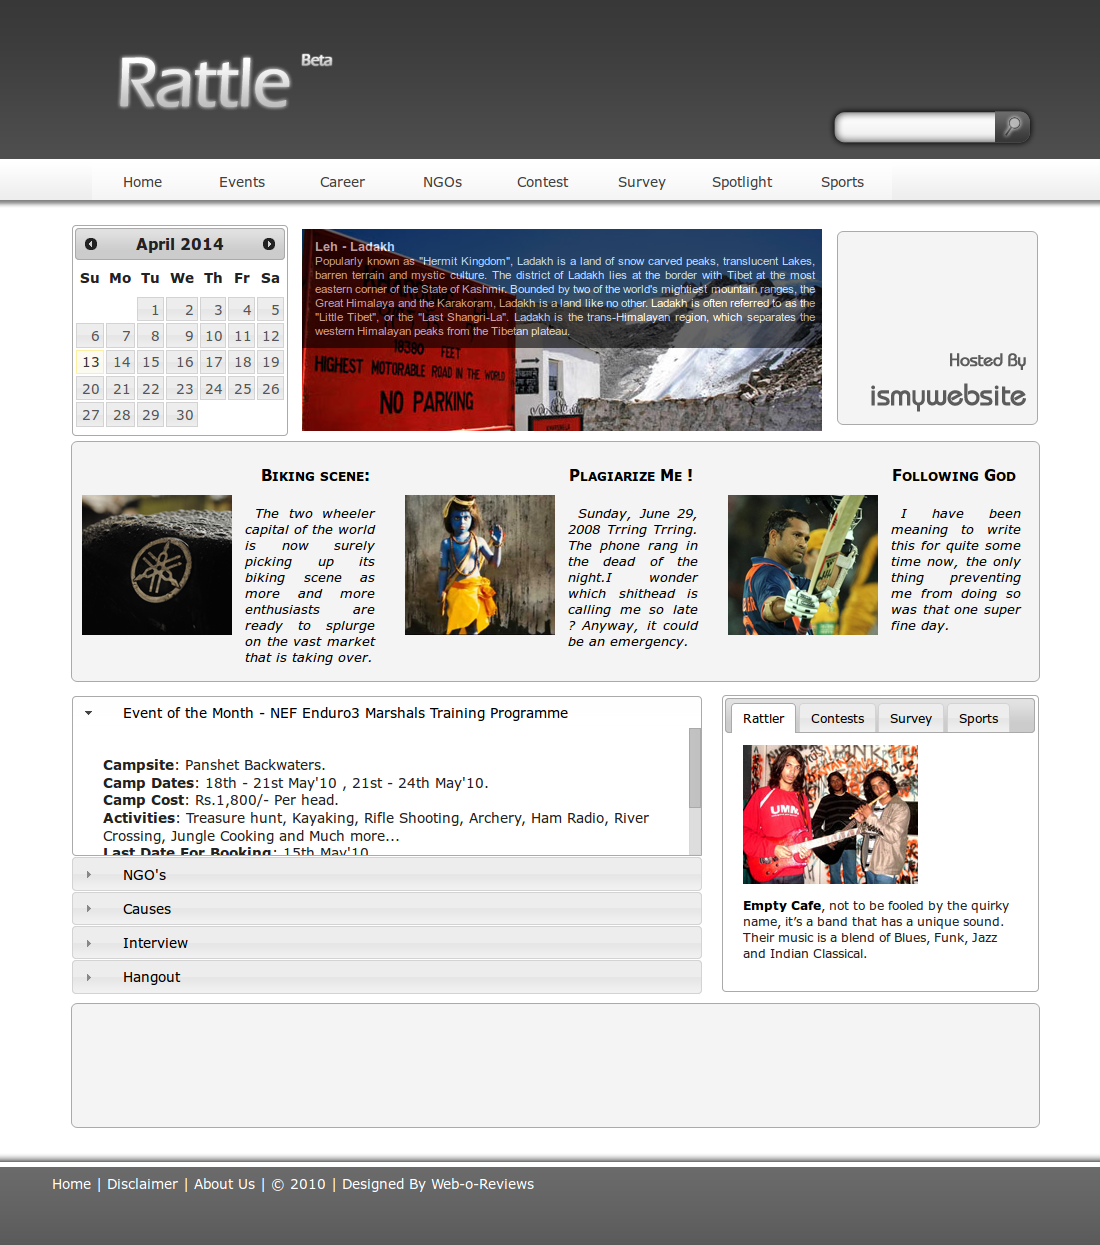 Rattle Beta
Home Events Career NGOs Contest Survey Spotlight Sports
April 2014
Su Mo Tu We Th Fr Sa
1 2 3 4 5
6 7 8 9 10 11 12
13 14 15 16 17 18 19
20 21 22 23 24 25 26
27 28 29 30
Leh - Ladakh
Popularly known as "Hermit Kingdom", Ladakh is a land of snow carved peaks, translucent Lakes,
barren terrain and mystic culture. The district of Ladakh lies at the border with Tibet at the most
eastern corner of the State of Kashmir. Bounded by two of the world's mightiest mountain ranges, the
Great Himalaya and the Karakoram, Ladakh is a land like no other. Ladakh is often referred to as the
"Little Tibet", or the "Last Shangri-La". Ladakh is the trans-Himalayan region, which separates the
western Himalayan peaks from the Tibetan plateau.
18380 FEET
HIGHEST MOTORABLE ROAD IN THE WORLD
NO PARKING
Hosted By
ismywebsite
Biking scene:
The two wheeler
capital of the world
is now surely
picking up its
biking scene as
more and more
enthusiasts are
ready to splurge
on the vast market
that is taking over.
Plagiarize Me !
Sunday, June 29,
2008 Trring Trring.
The phone rang in
the dead of the
night.I wonder
which shithead is
calling me so late
? Anyway, it could
be an emergency.
Following God
I have been
meaning to write
this for quite some
time now, the only
thing preventing
me from doing so
was that one super
fine day.
Event of the Month - NEF Enduro3 Marshals Training Programme
Campsite: Panshet Backwaters.
Camp Dates: 18th - 21st May'10 , 21st - 24th May'10.
Camp Cost: Rs.1,800/- Per head.
Activities: Treasure hunt, Kayaking, Rifle Shooting, Archery, Ham Radio, River
Crossing, Jungle Cooking and Much more...
Last Date For Booking: 15th May'10
NGO's
Causes
Interview
Hangout
Rattler Contests Survey Sports
UMM
Empty Cafe, not to be fooled by the quirky
name, it’s a band that has a unique sound.
Their music is a blend of Blues, Funk, Jazz
and Indian Classical.
Home | Disclaimer | About Us | © 2010 | Designed By Web-o-Reviews